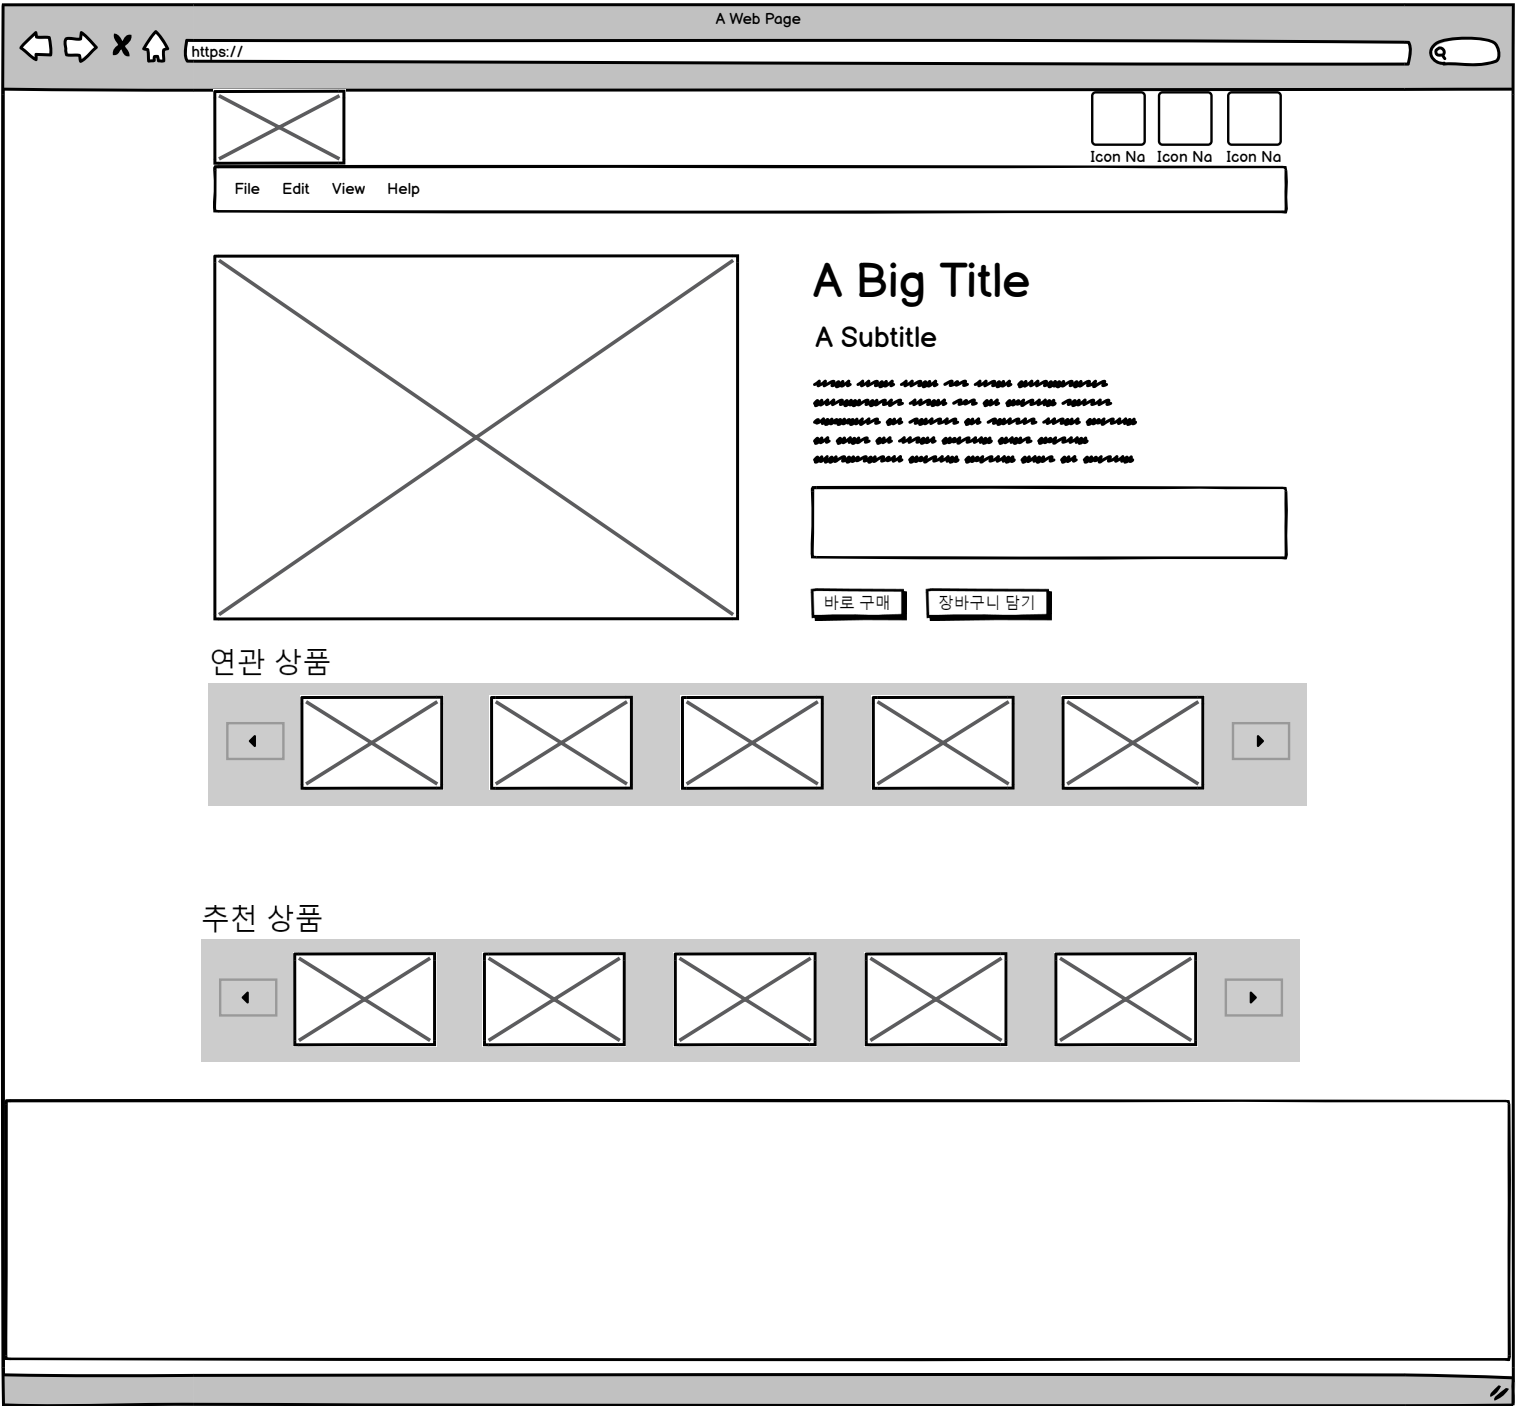 A Web Page
https://
Icon Na Icon Na Icon Na
File Edit View Help
A Big Title
A Subtitle
바로 구매 장바구니 담기
연관 상품
추천 상품